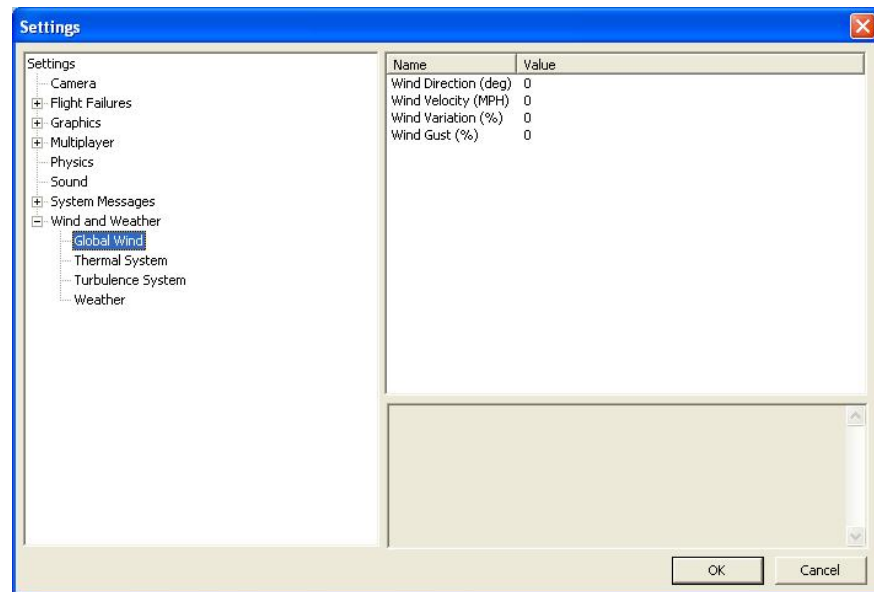 Settings
Settings
Camera
Flight Failures
Graphics
Multiplayer
Physics
Sound
System Messages
Wind and Weather
Global Wind
Thermal System
Turbulence System
Weather
Name Value
Wind Direction (deg) 0
Wind Velocity (MPH) 0
Wind Variation (%) 0
Wind Gust (%) 0
OK Cancel